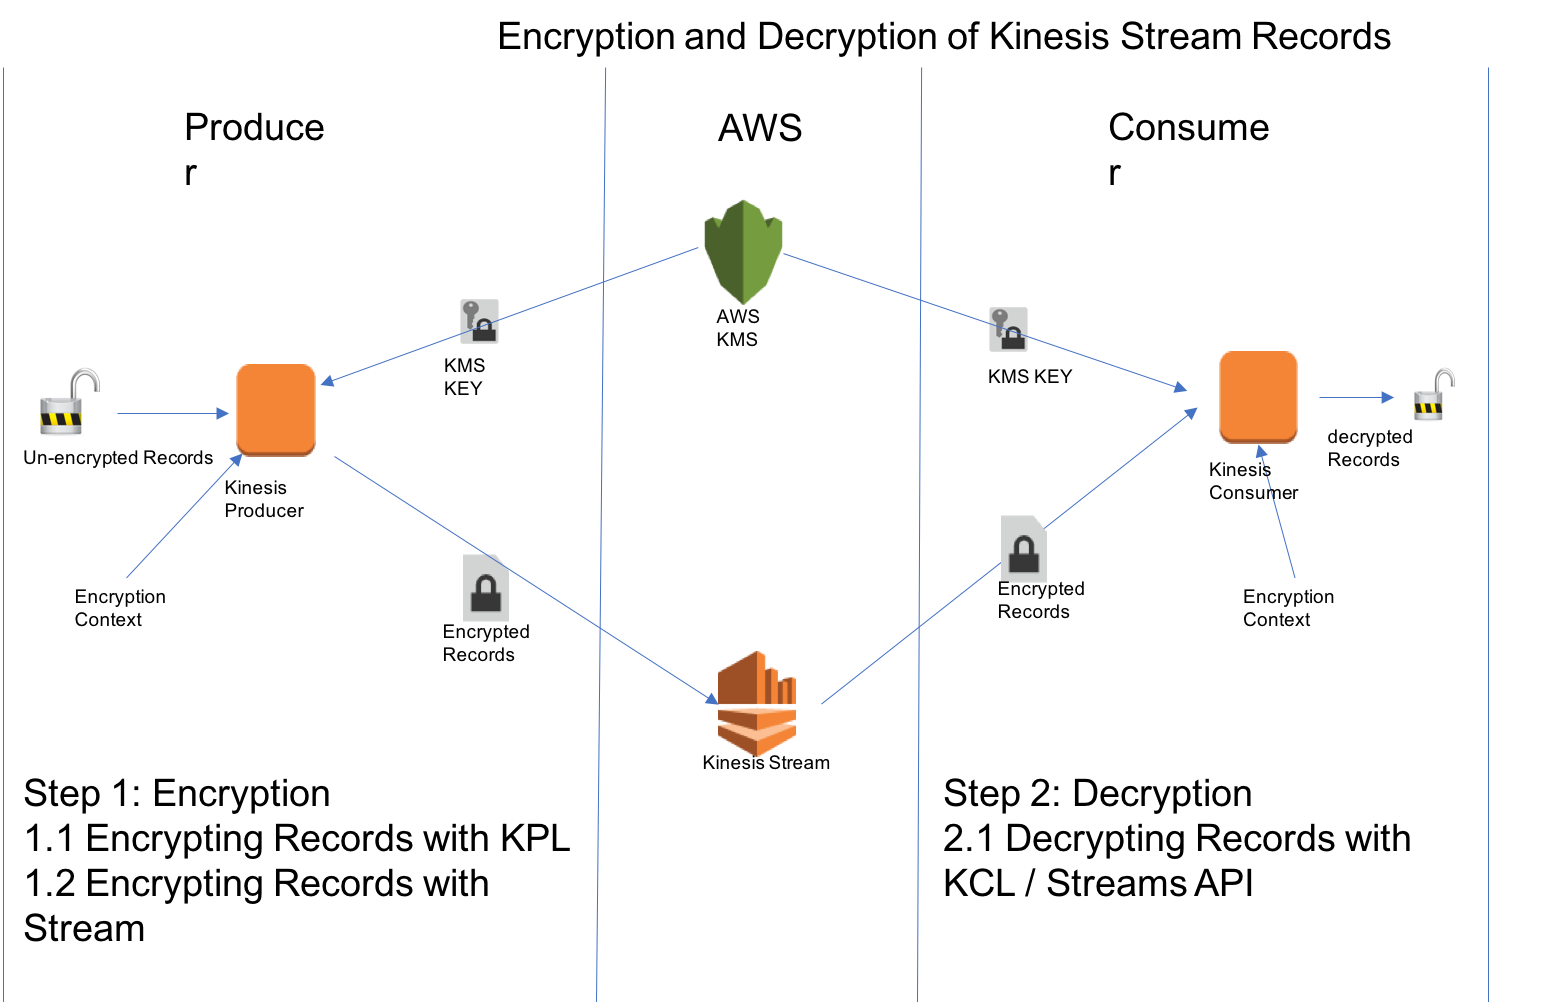 Encryption and Decryption of Kinesis Stream Records
Produce
r
AWS
Consume
r
AWS
KMS
KMS
KEY
KMS KEY
Un-encrypted Records
Kinesis
Producer
decrypted
Records
Kinesis
Consumer
Encryption
Context
Encrypted
Records
Encrypted
Records
Encryption
Context
Kinesis Stream
Step 1: Encryption
1.1 Encrypting Records with KPL
1.2 Encrypting Records with
Stream
Step 2: Decryption
2.1 Decrypting Records with
KCL / Streams API